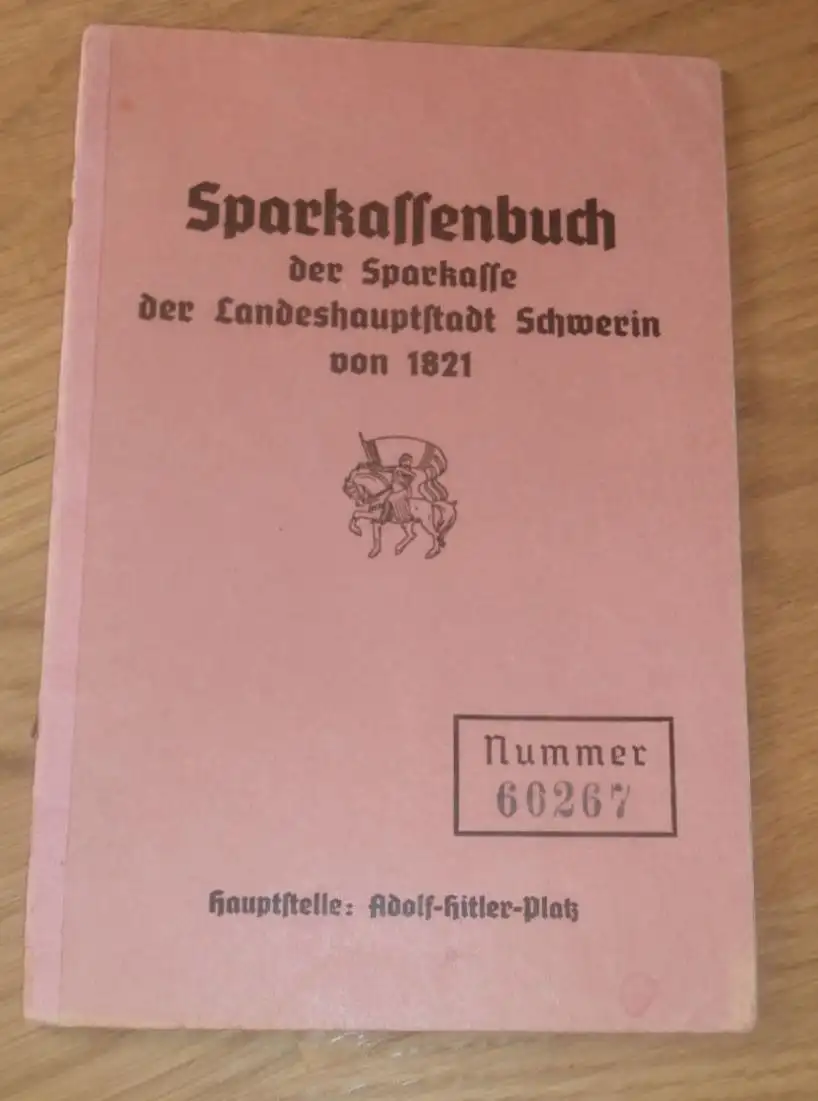 Sparkaſſenbuch
der Sparkaſſe
der Landeshauptſtadt Schwerin
von 1821
Nummer
60267
Hauptſtelle: Adolf-Hitler-Platz